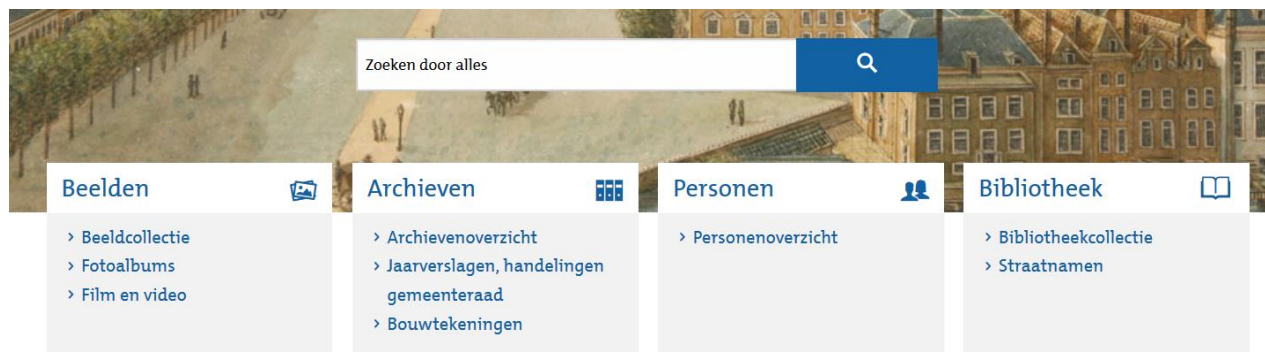 Zoeken door alles
Beelden
Beeldcollectie
Fotoalbums
Film en video
Archieven
Archievenoverzicht
Jaarverslagen, handelingen
gemeenteraad
Bouwtekeningen
Personen
Personenoverzicht
Bibliotheek
Bibliotheekcollectie
Straatnamen